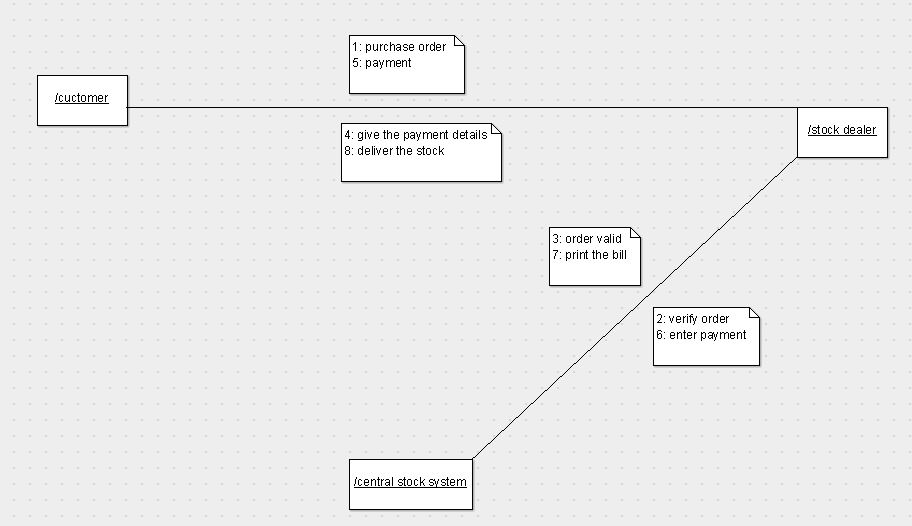 1: purchase order
5: payment
/cuctomer
/stock dealer
4: give the payment details
8: deliver the stock
3: order valid
7: print the bill
2: verify order
6: enter payment
/central stock system